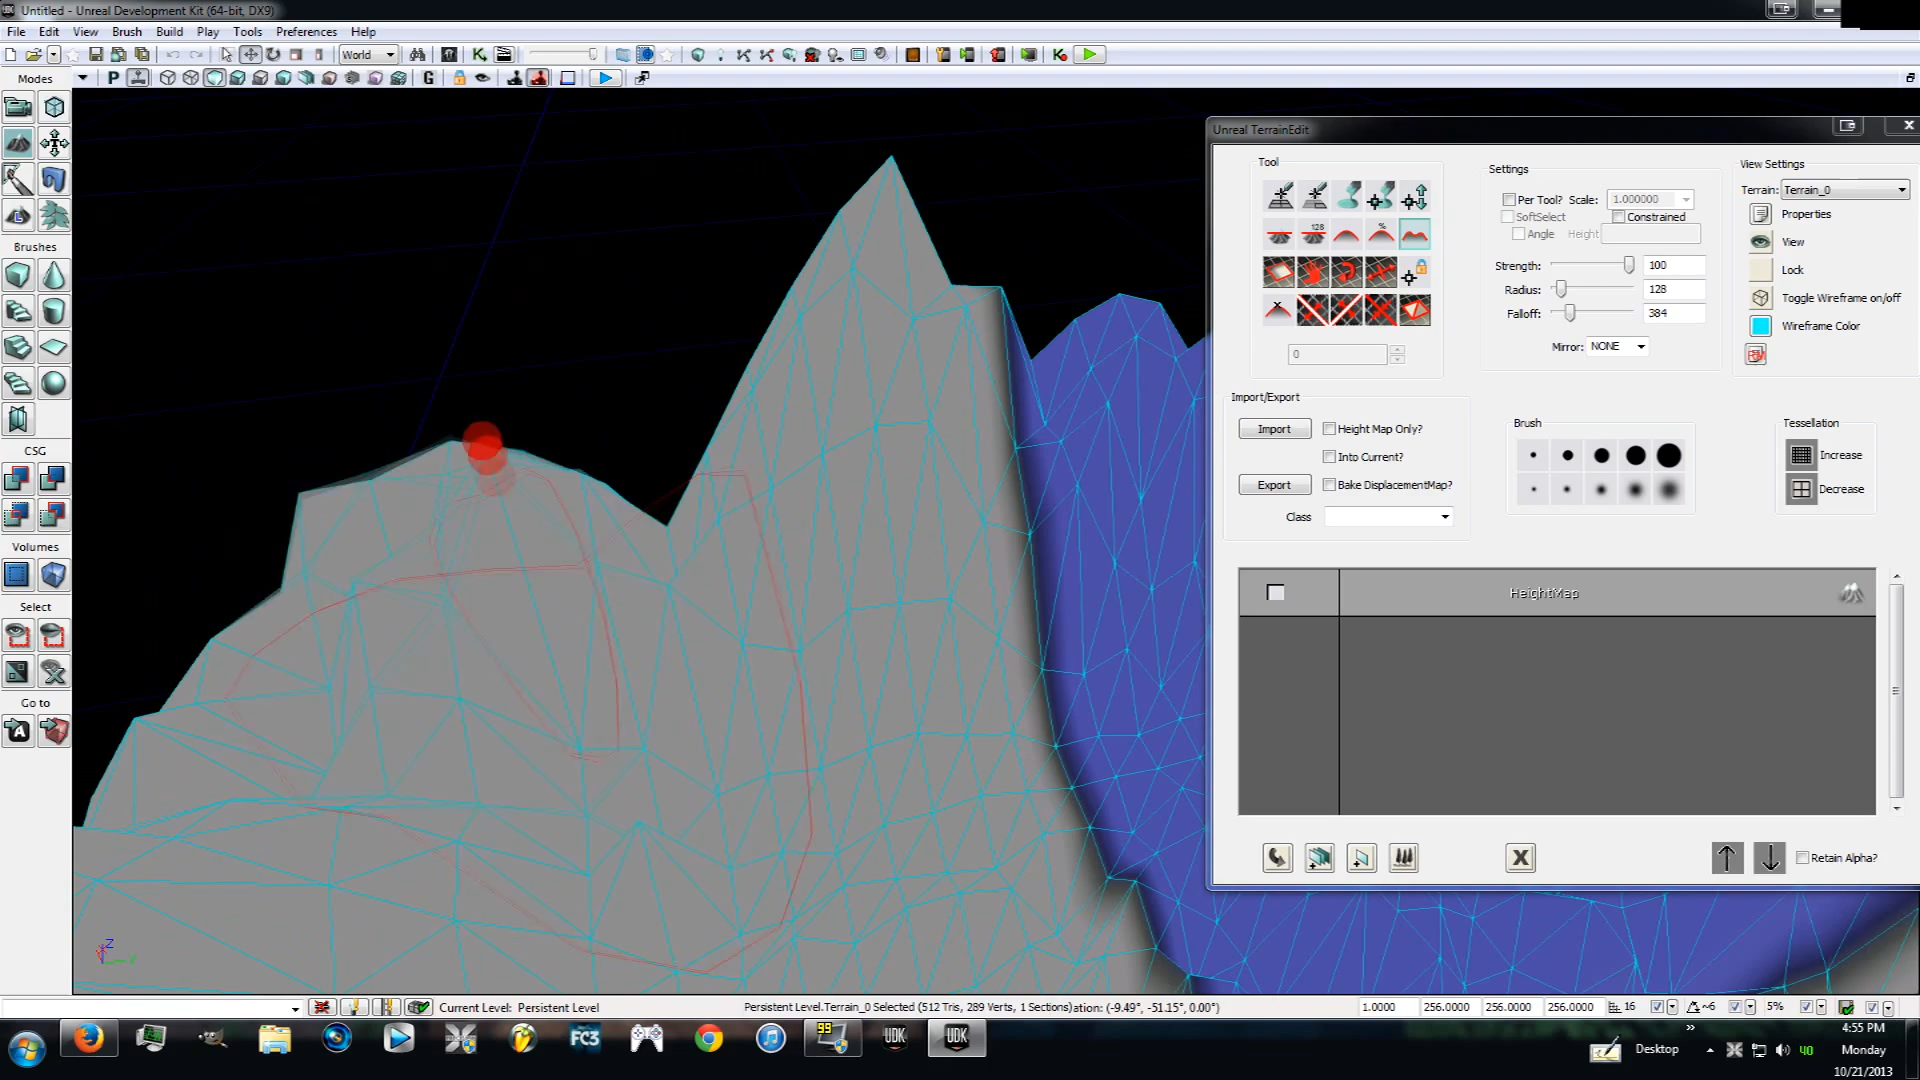 Untitled - Unreal Development Kit (64-bit, DX9)
File Edit View Brush Build Play Tools Preferences Help
World
Modes
P
G
Brushes
CSG
Volumes
Select
Go to
Unreal TerrainEdit
Tool
128
%
0
Settings
Per Tool? Scale: 1.000000
SoftSelect Constrained
Angle Height
Strength: 100
Radius: 128
Falloff: 384
Mirror: NONE
View Settings
Terrain: Terrain_0
Properties
View
Lock
Toggle Wireframe on/off
Wireframe Color
Import/Export
Import Height Map Only?
Into Current?
Export Bake DisplacementMap?
Class
Brush
Tessellation
Increase
Decrease
HeightMap
Retain Alpha?
Z
Current Level: Persistent Level
Persistent Level.Terrain_0 Selected (512 Tris, 289 Verts, 1 Sections)ation: (-9.49°, -51.15°, 0.00°)
1.0000 256.0000 256.0000 256.0000 16 ~6 5%
FC3
99
UDK
UDK
Desktop
40
4:55 PM
Monday
10/21/2013